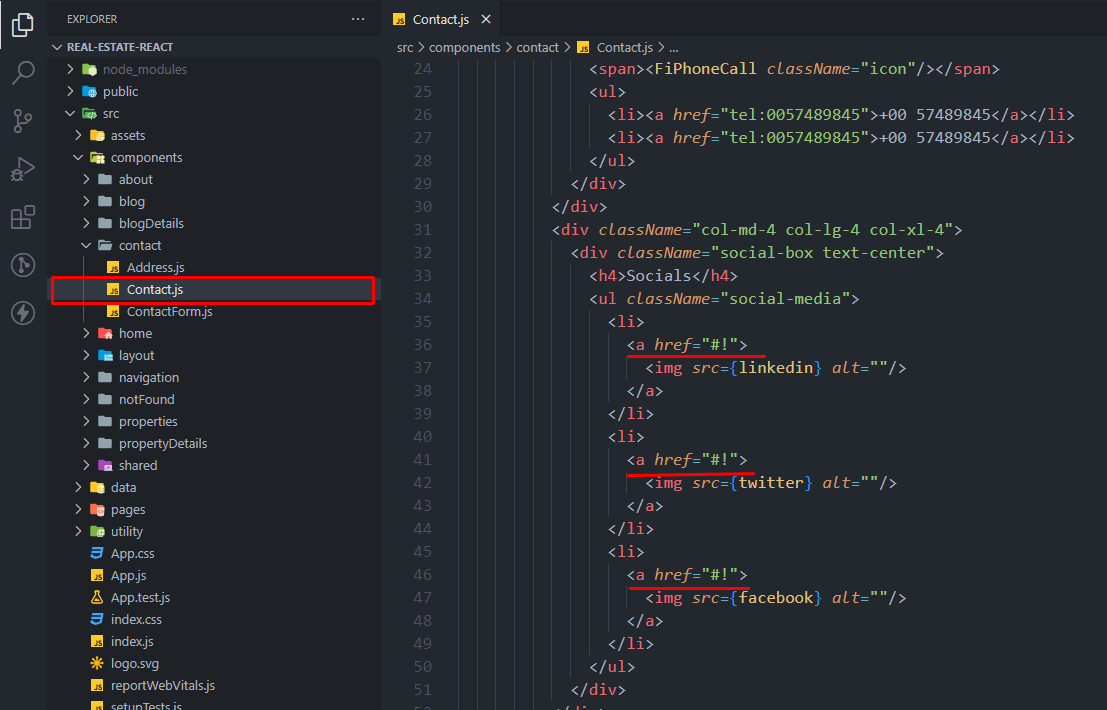 EXPLORER
REAL-ESTATE-REACT
node_modules
public
src
assets
components
about
blog
blogDetails
contact
Address.js
Contact.js
ContactForm.js
home
layout
navigation
notFound
properties
propertyDetails
shared
data
pages
utility
App.css
App.js
App.test.js
index.css
index.js
logo.svg
reportWebVitals.js
setupTests.js
Contact.js
src > components > contact > Contact.js > ...
24 <span><FiPhoneCall className="icon"/></span>
25 <ul>
26 <li><a href="tel:0057489845">+00 57489845</a></li>
27 <li><a href="tel:0057489845">+00 57489845</a></li>
28 </ul>
29 </div>
30 </div>
31 <div className="col-md-4 col-lg-4 col-xl-4">
32 <div className="social-box text-center">
33 <h4>Socials</h4>
34 <ul className="social-media">
35 <li>
36 <a href="#!">
37 <img src={linkedin} alt=""/>
38 </a>
39 </li>
40 <li>
41 <a href="#!">
42 <img src={twitter} alt=""/>
43 </a>
44 </li>
45 <li>
46 <a href="#!">
47 <img src={facebook} alt=""/>
48 </a>
49 </li>
50 </ul>
51 </div>